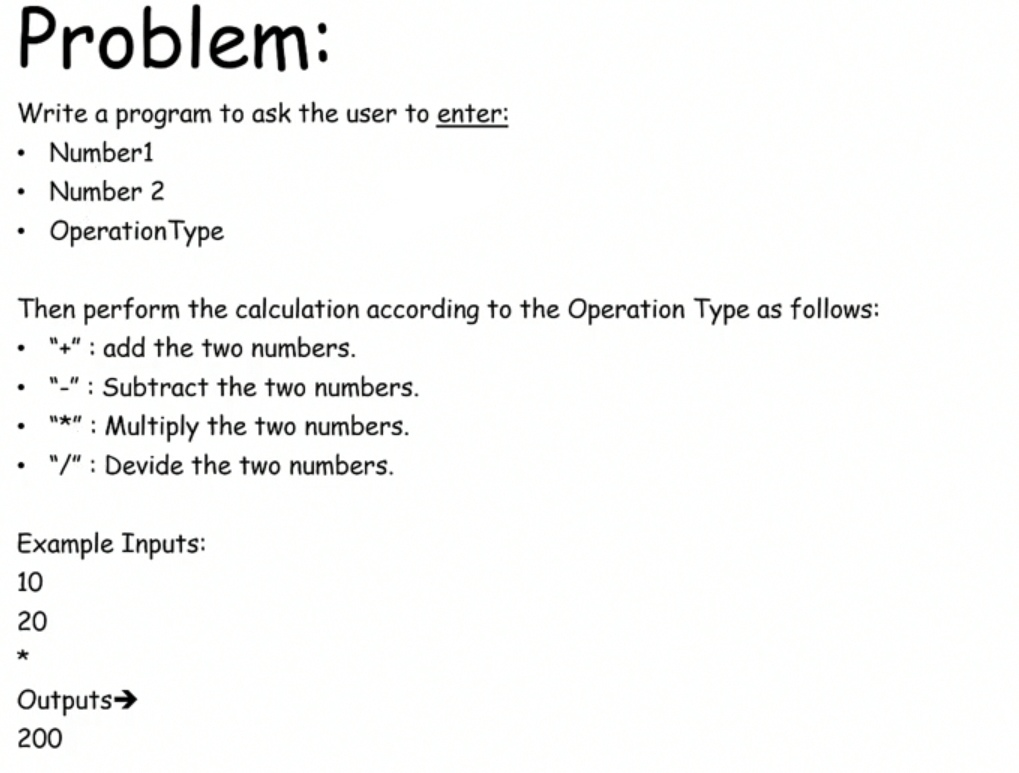 Problem:
Write a program to ask the user to enter:
• Number1
• Number 2
• OperationType
Then perform the calculation according to the Operation Type as follows:
• “+” : add the two numbers.
• “-” : Subtract the two numbers.
• “*” : Multiply the two numbers.
• “/” : Devide the two numbers.
Example Inputs:
10
20
*
Outputs➔
200